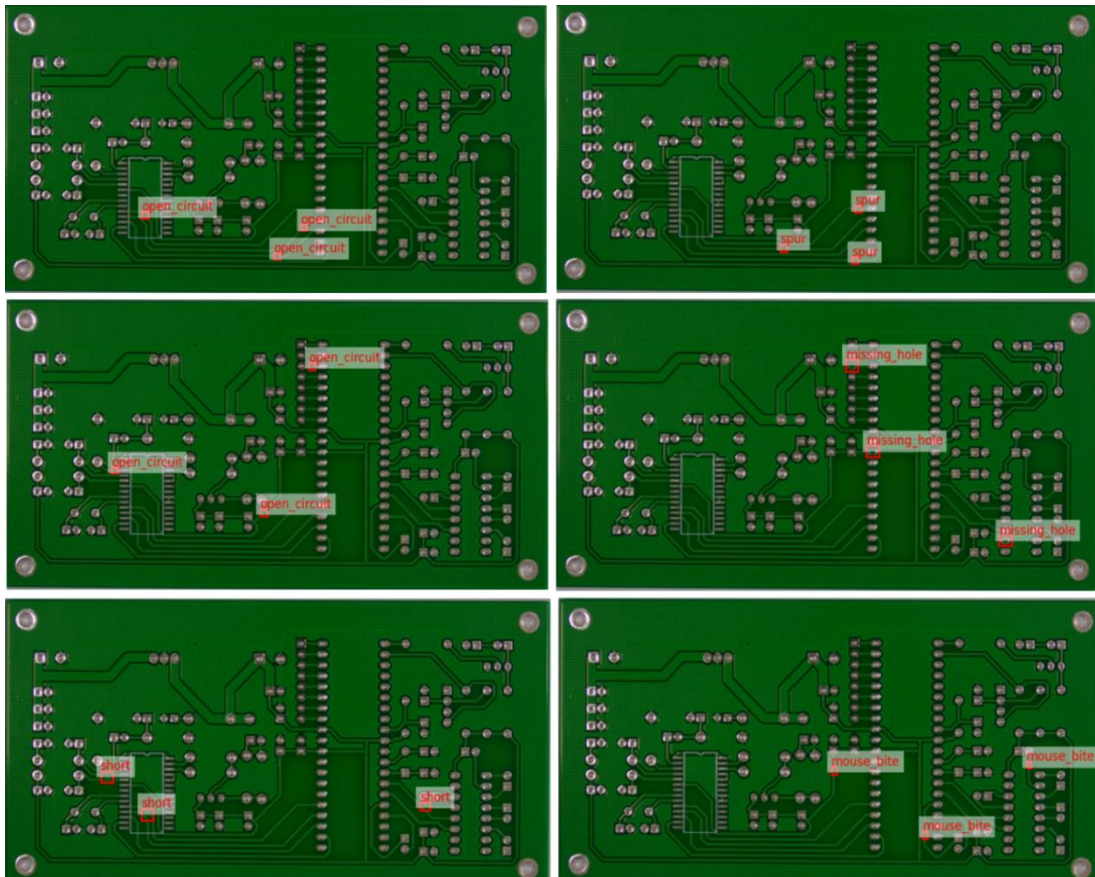 open_circuit
open_circuit
open_circuit
spur
spur
spur
open_circuit
open_circuit
open_circuit
missing_hole
missing_hole
missing_hole
short
short
short
mouse_bite
mouse_bite
mouse_bite